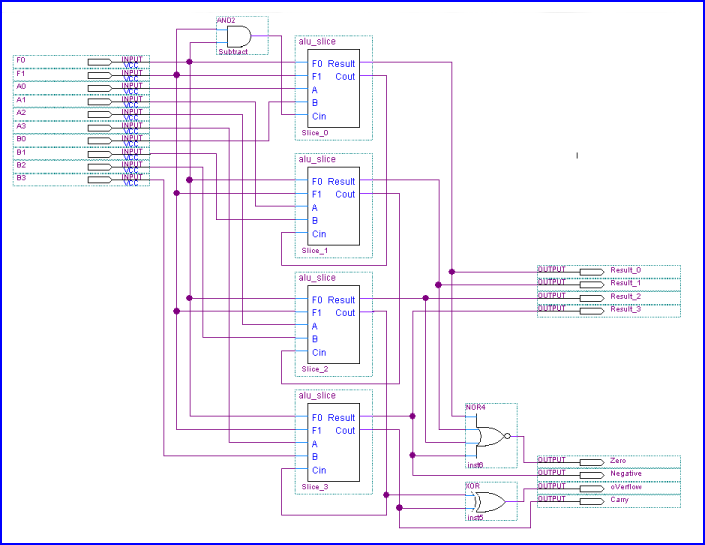 AND2
Subtract
F0 INPUT VCC
F1 INPUT VCC
A0 INPUT VCC
A1 INPUT VCC
A2 INPUT VCC
A3 INPUT VCC
B0 INPUT VCC
B1 INPUT VCC
B2 INPUT VCC
B3 INPUT VCC
alu_slice
F0 Result
F1 Cout
A
B
Cin
Slice_0
alu_slice
F0 Result
F1 Cout
A
B
Cin
Slice_1
alu_slice
F0 Result
F1 Cout
A
B
Cin
Slice_2
alu_slice
F0 Result
F1 Cout
A
B
Cin
Slice_3
OUTPUT Result_0
OUTPUT Result_1
OUTPUT Result_2
OUTPUT Result_3
NOR4
inst6
XOR
inst5
OUTPUT Zero
OUTPUT Negative
OUTPUT oVerflow
OUTPUT Carry